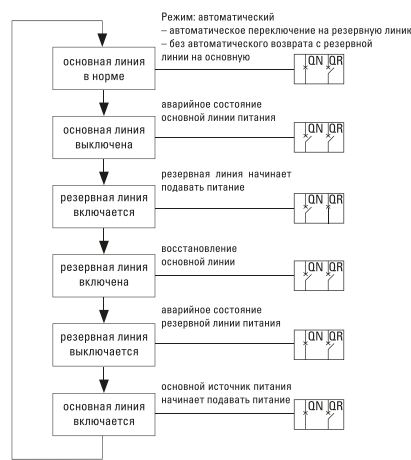 Режим: автоматический
– автоматическое переключение на резервную линию
– без автоматического возврата с резервной
линии на основную
основная линия
в норме
QN QR
аварийное состояние
основной линии питания
основная линия
выключена
QN QR
резервная линия начинает
подавать питание
резервная линия
включается
QN QR
восстановление
основной линии
резервная линия
включена
QN QR
аварийное состояние
резервной линии питания
резервная линия
выключается
QN QR
основной источник питания
начинает подавать питание
основная линия
включается
QN QR